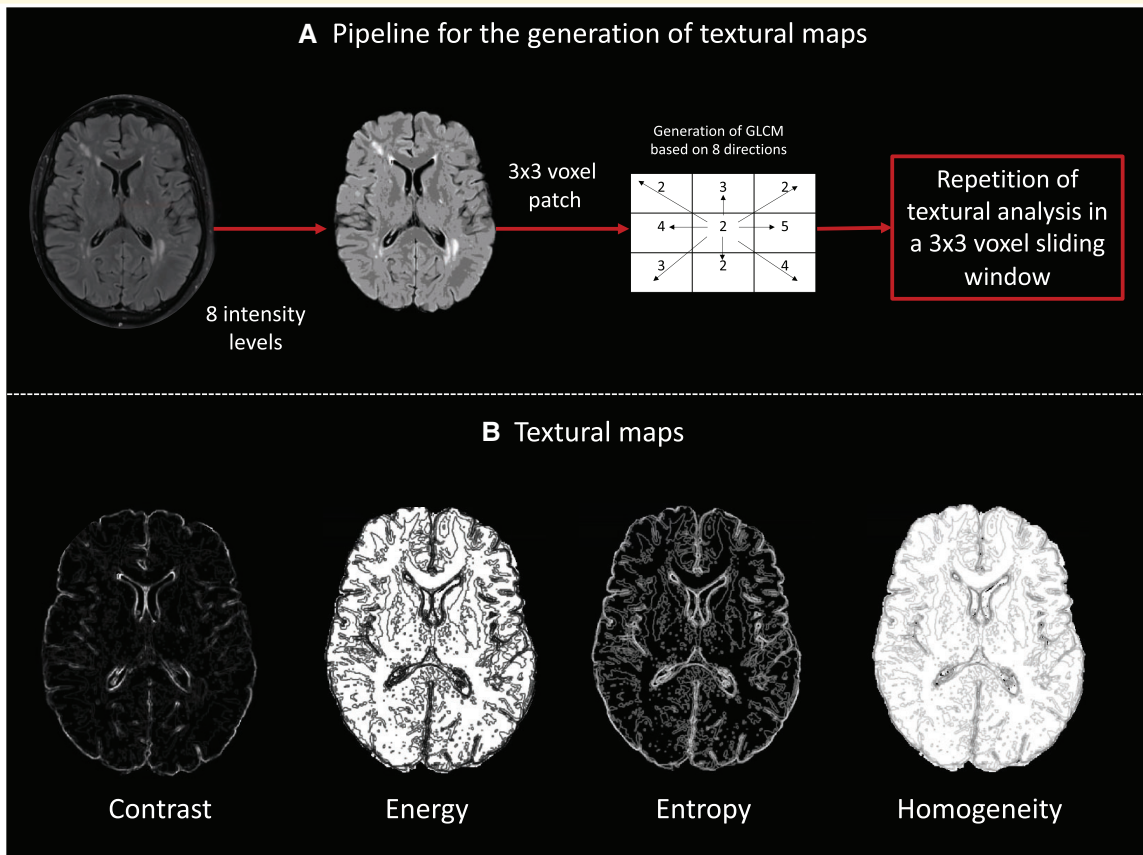 A Pipeline for the generation of textural maps
Generation of GLCM
based on 8 directions
3x3 voxel
patch
2 3 2
4 2 5
3 2 4
Repetition of
textural analysis in
a 3x3 voxel sliding
window
8 intensity
levels
B Textural maps
Contrast
Energy
Entropy
Homogeneity